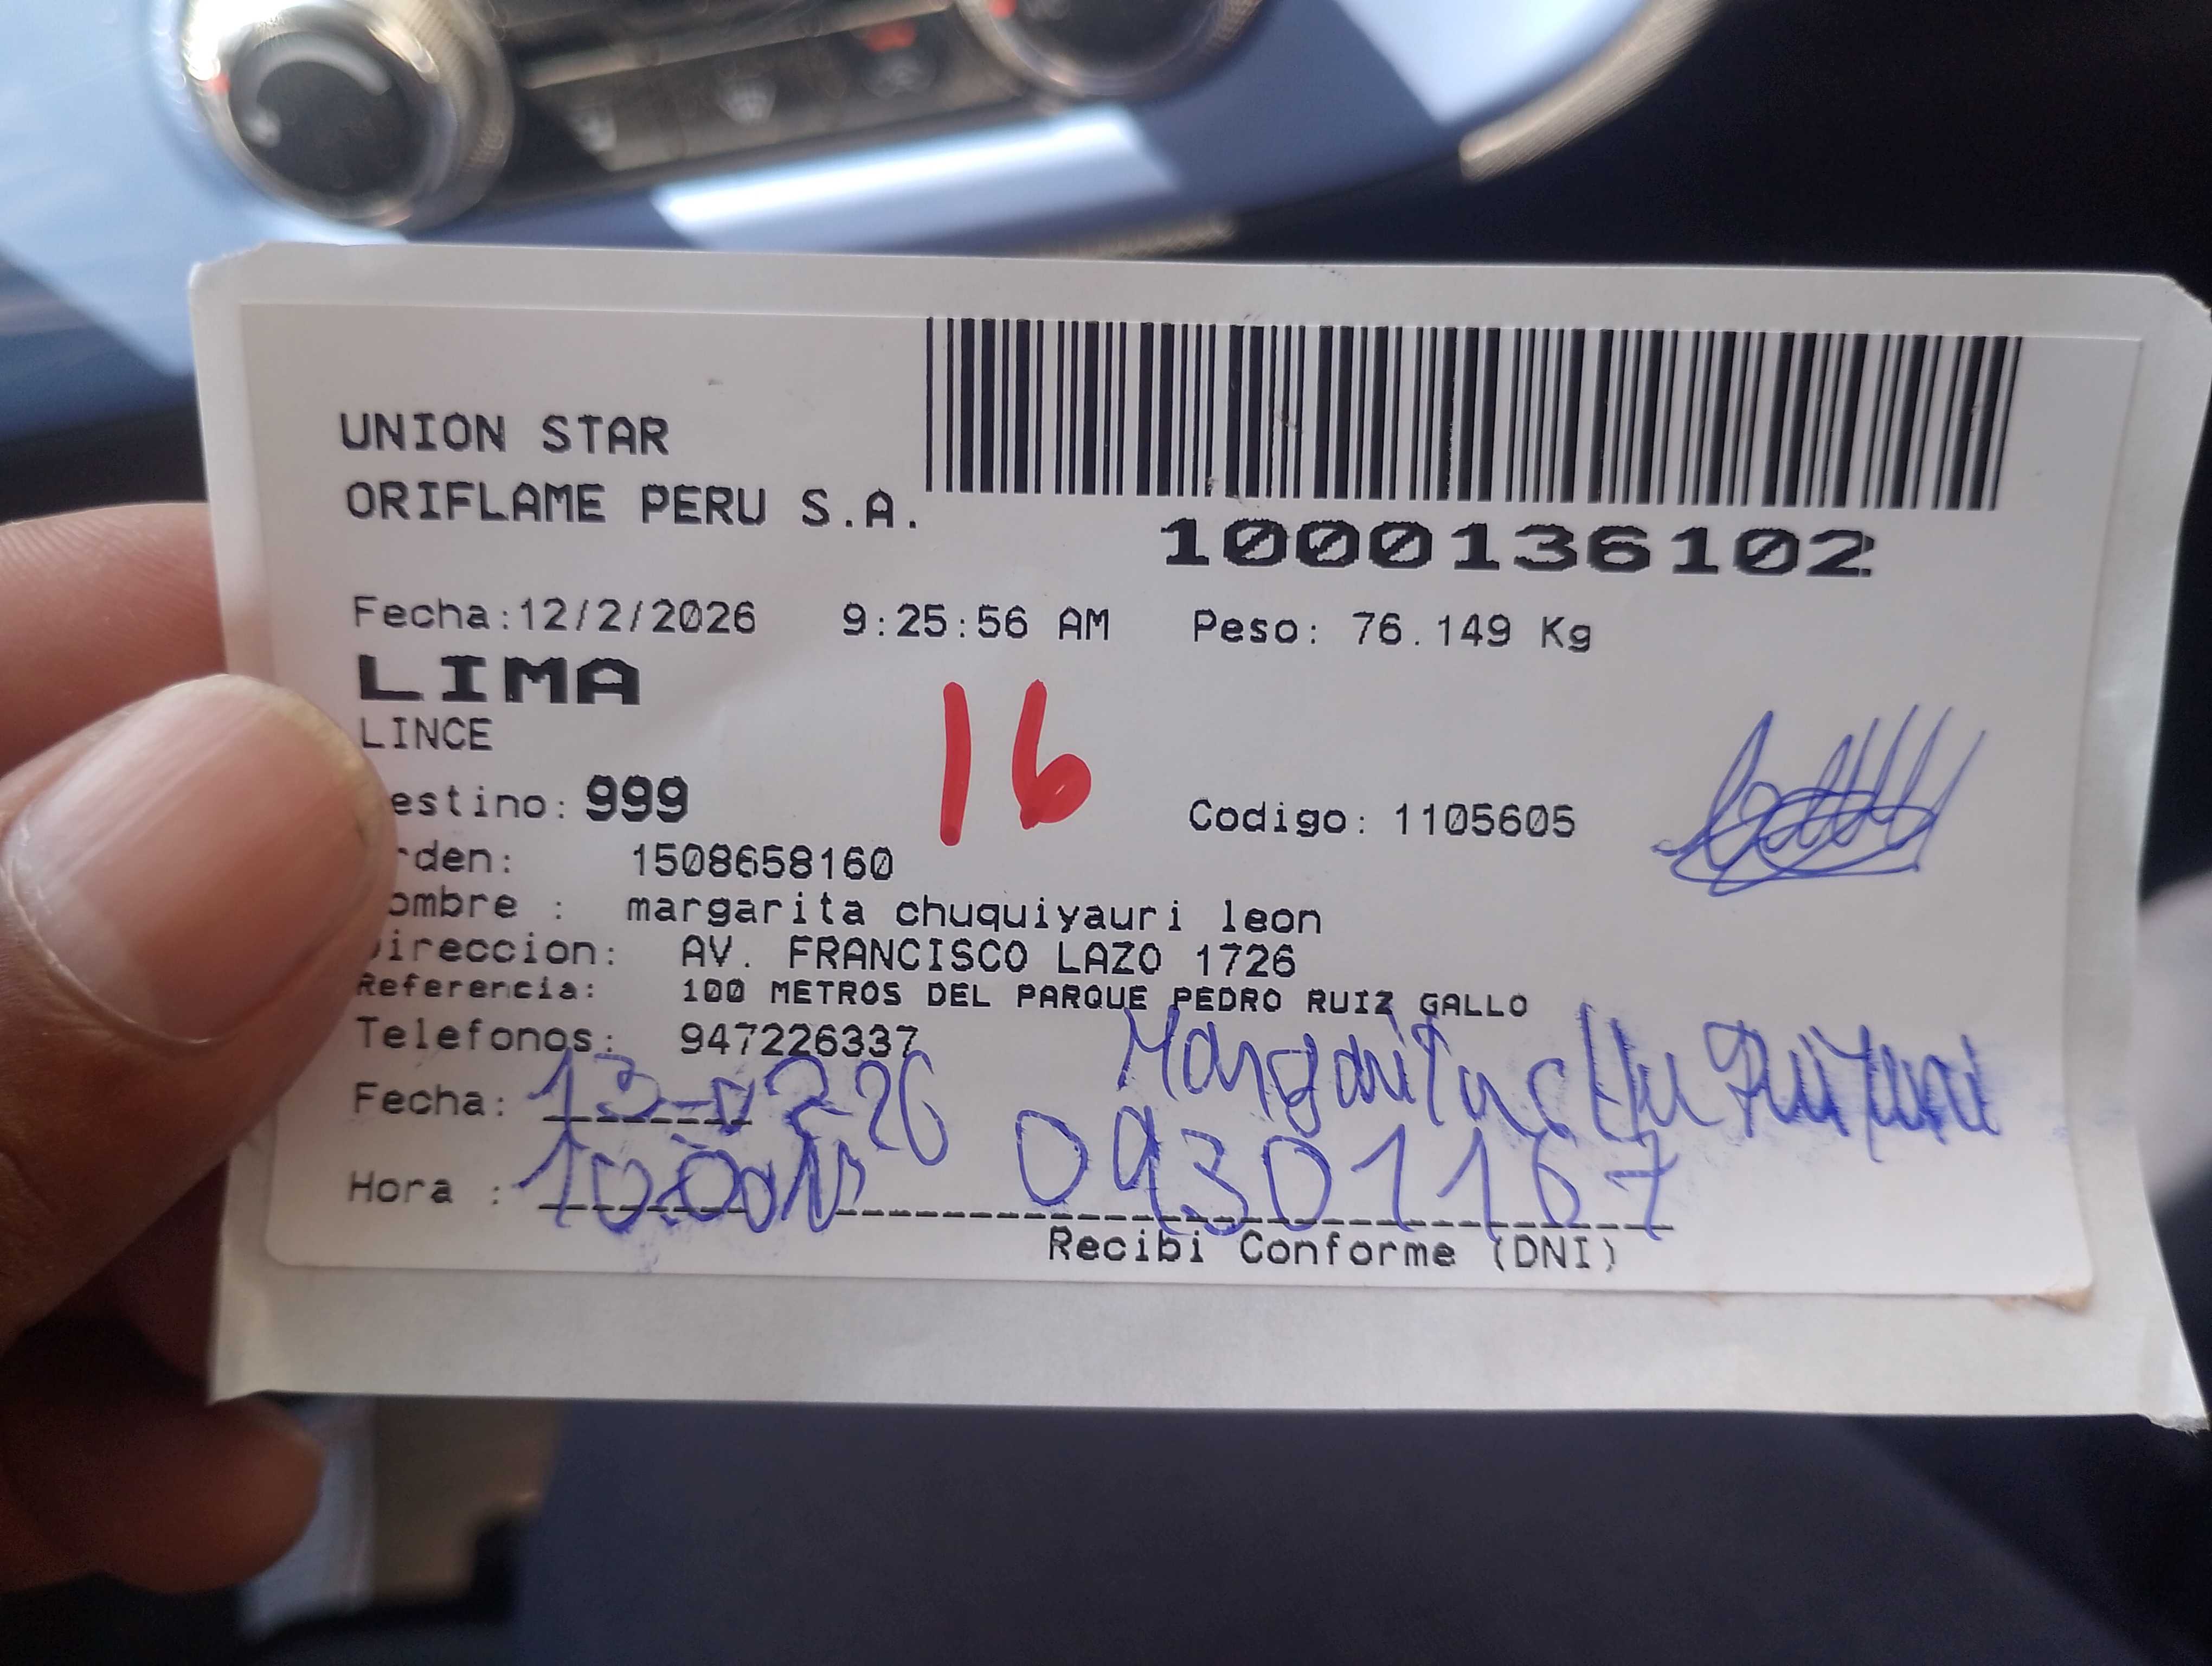 UNION STAR
ORIFLAME PERU S.A.
1000136102
Fecha:12/2/2026 9:25:56 AM Peso: 76.149 Kg
LIMA
LINCE
16
estino: 999
Codigo: 1105605
rden: 1508658160
ombre : margarita chuquiyauri leon
ireccion: AV. FRANCISCO LAZO 1726
Referencia: 100 METROS DEL PARQUE PEDRO RUIZ GALLO
Telefonos: 947226337
Margarita
Fecha:
Hora : 09301167
Recibi Conforme (DNI)